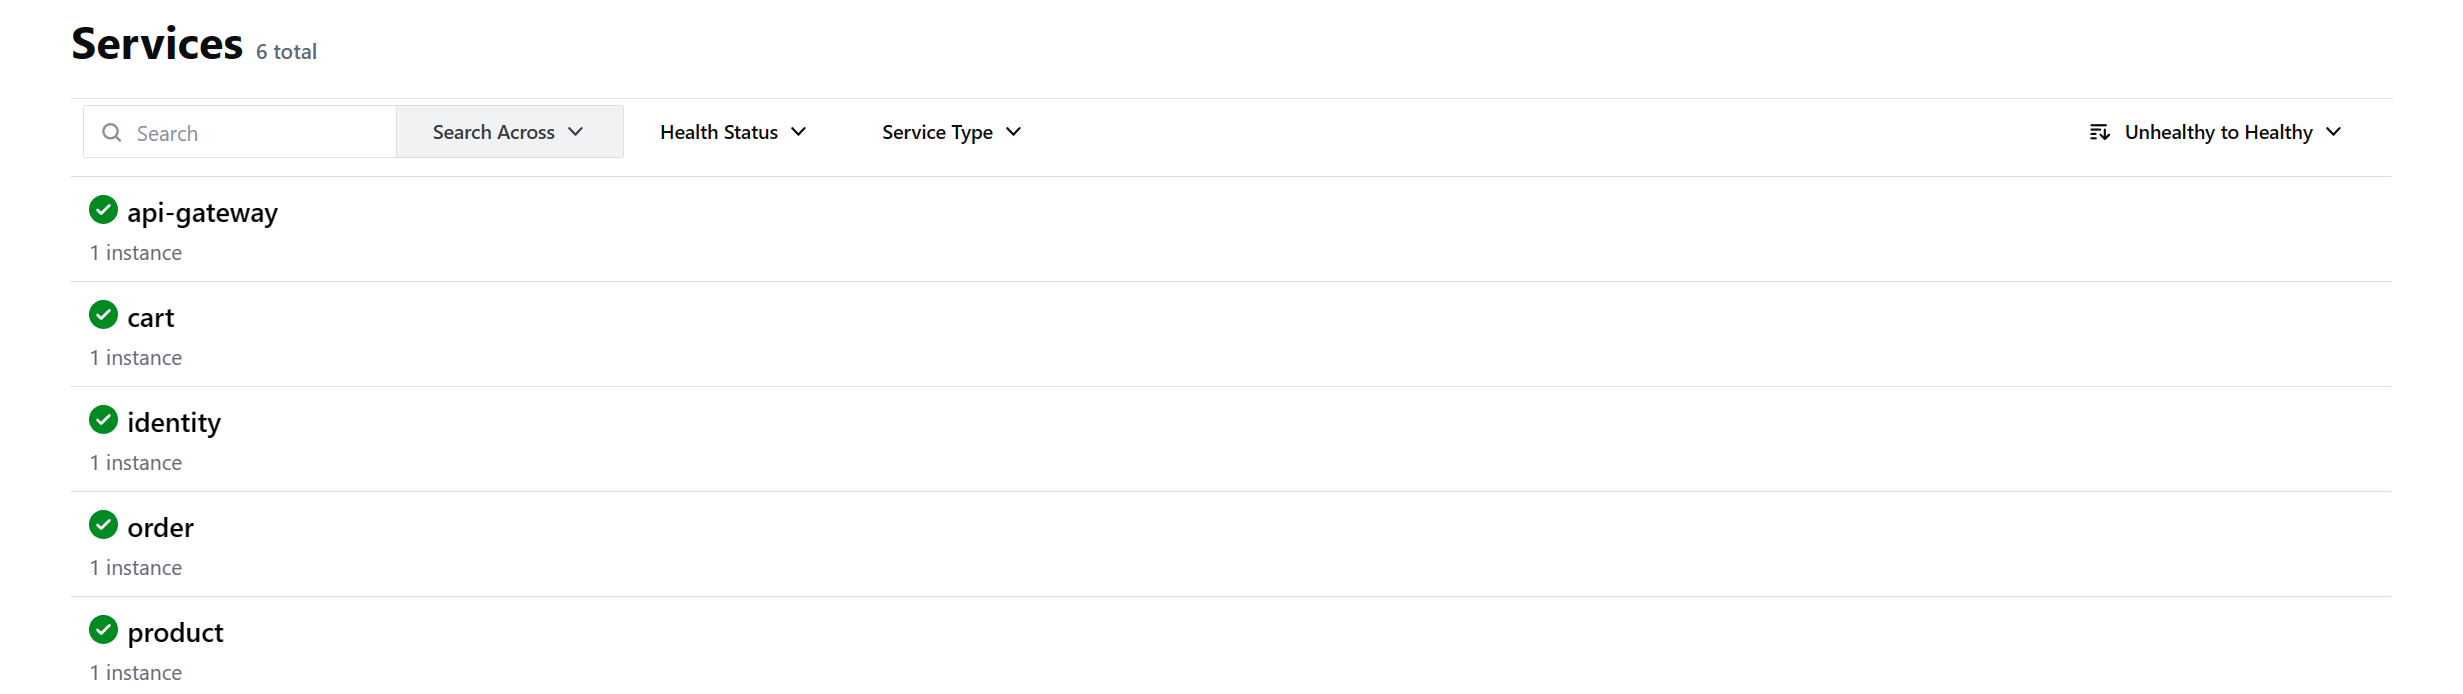 Services 6 total
Search Search Across Health Status Service Type Unhealthy to Healthy
api-gateway
1 instance
cart
1 instance
identity
1 instance
order
1 instance
product
1 instance